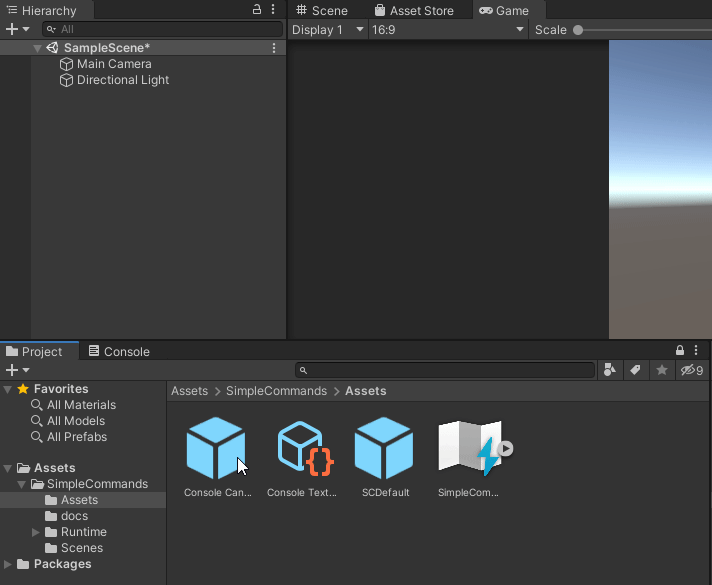 Hierarchy
Scene
Asset Store
Game
All
Display 1
16:9
Scale
SampleScene*
Main Camera
Directional Light
Project
Console
9
Favorites
All Materials
All Models
All Prefabs
Assets
SimpleCommands
Assets
docs
Runtime
Scenes
Packages
Assets > SimpleCommands > Assets
Console Can...
Console Text...
SCDefault
SimpleCom...